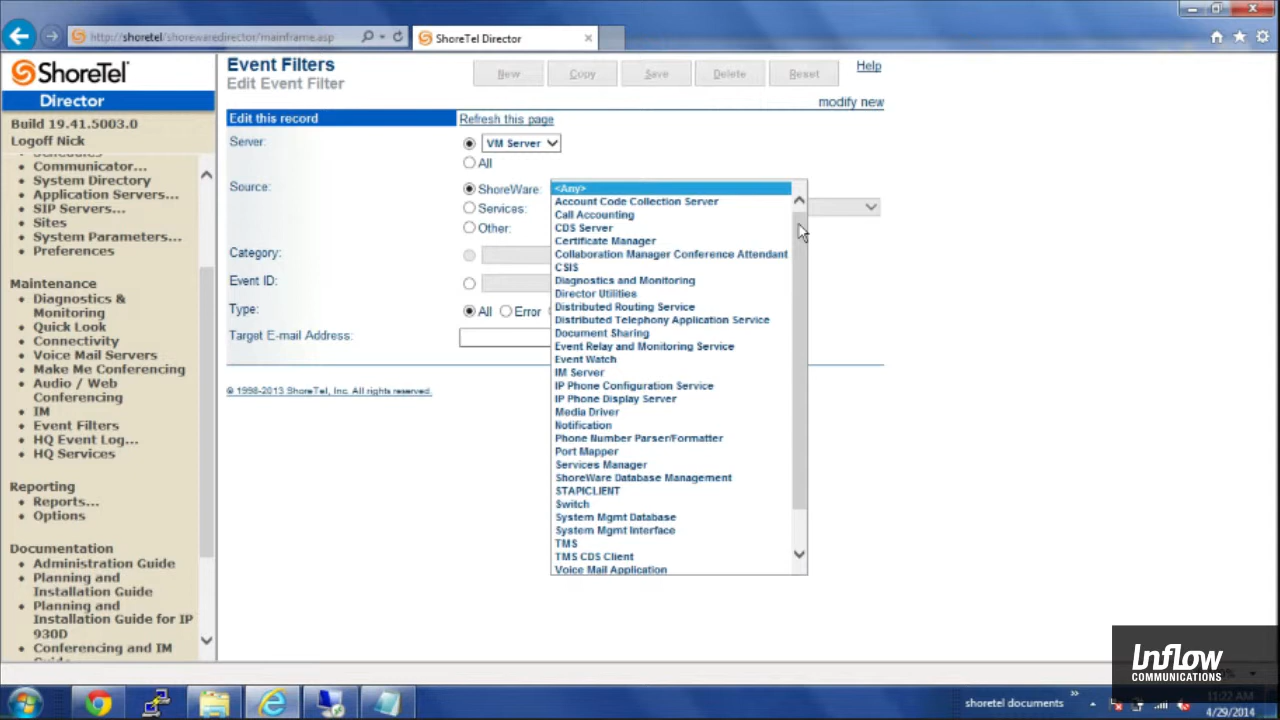 http://shoretel/shorewaredirector/mainframe.asp
ShoreTel Director
ShoreTel
Director
Build 19.41.5003.0
Logoff Nick
Schedules
Communicator...
System Directory
Application Servers...
SIP Servers...
Sites
System Parameters...
Preferences
Maintenance
Diagnostics &
Monitoring
Quick Look
Connectivity
Voice Mail Servers
Make Me Conferencing
Audio / Web
Conferencing
IM
Event Filters
HQ Event Log...
HQ Services
Reporting
Reports...
Options
Documentation
Administration Guide
Planning and
Installation Guide
Planning and
Installation Guide for IP
930D
Conferencing and IM
Guide
Event Filters
Edit Event Filter
New
Copy
Save
Delete
Reset
Help
modify new
Edit this record
Refresh this page
Server:
VM Server
All
Source:
ShoreWare:
Services:
Other:
Category:
Event ID:
Type:
All
Error
Target E-mail Address:
© 1998-2013 ShoreTel, Inc. All rights reserved.
<Any>
Account Code Collection Server
Call Accounting
CDS Server
Certificate Manager
Collaboration Manager Conference Attendant
CSIS
Diagnostics and Monitoring
Director Utilities
Distributed Routing Service
Distributed Telephony Application Service
Document Sharing
Event Relay and Monitoring Service
Event Watch
IM Server
IP Phone Configuration Service
IP Phone Display Server
Media Driver
Notification
Phone Number Parser/Formatter
Port Mapper
Services Manager
ShoreWare Database Management
STAPICLIENT
Switch
System Mgmt Database
System Mgmt Interface
TMS
TMS CDS Client
Voice Mail Application
Inflow
COMMUNICATIONS
shoretel documents
11:22 AM
4/29/2014